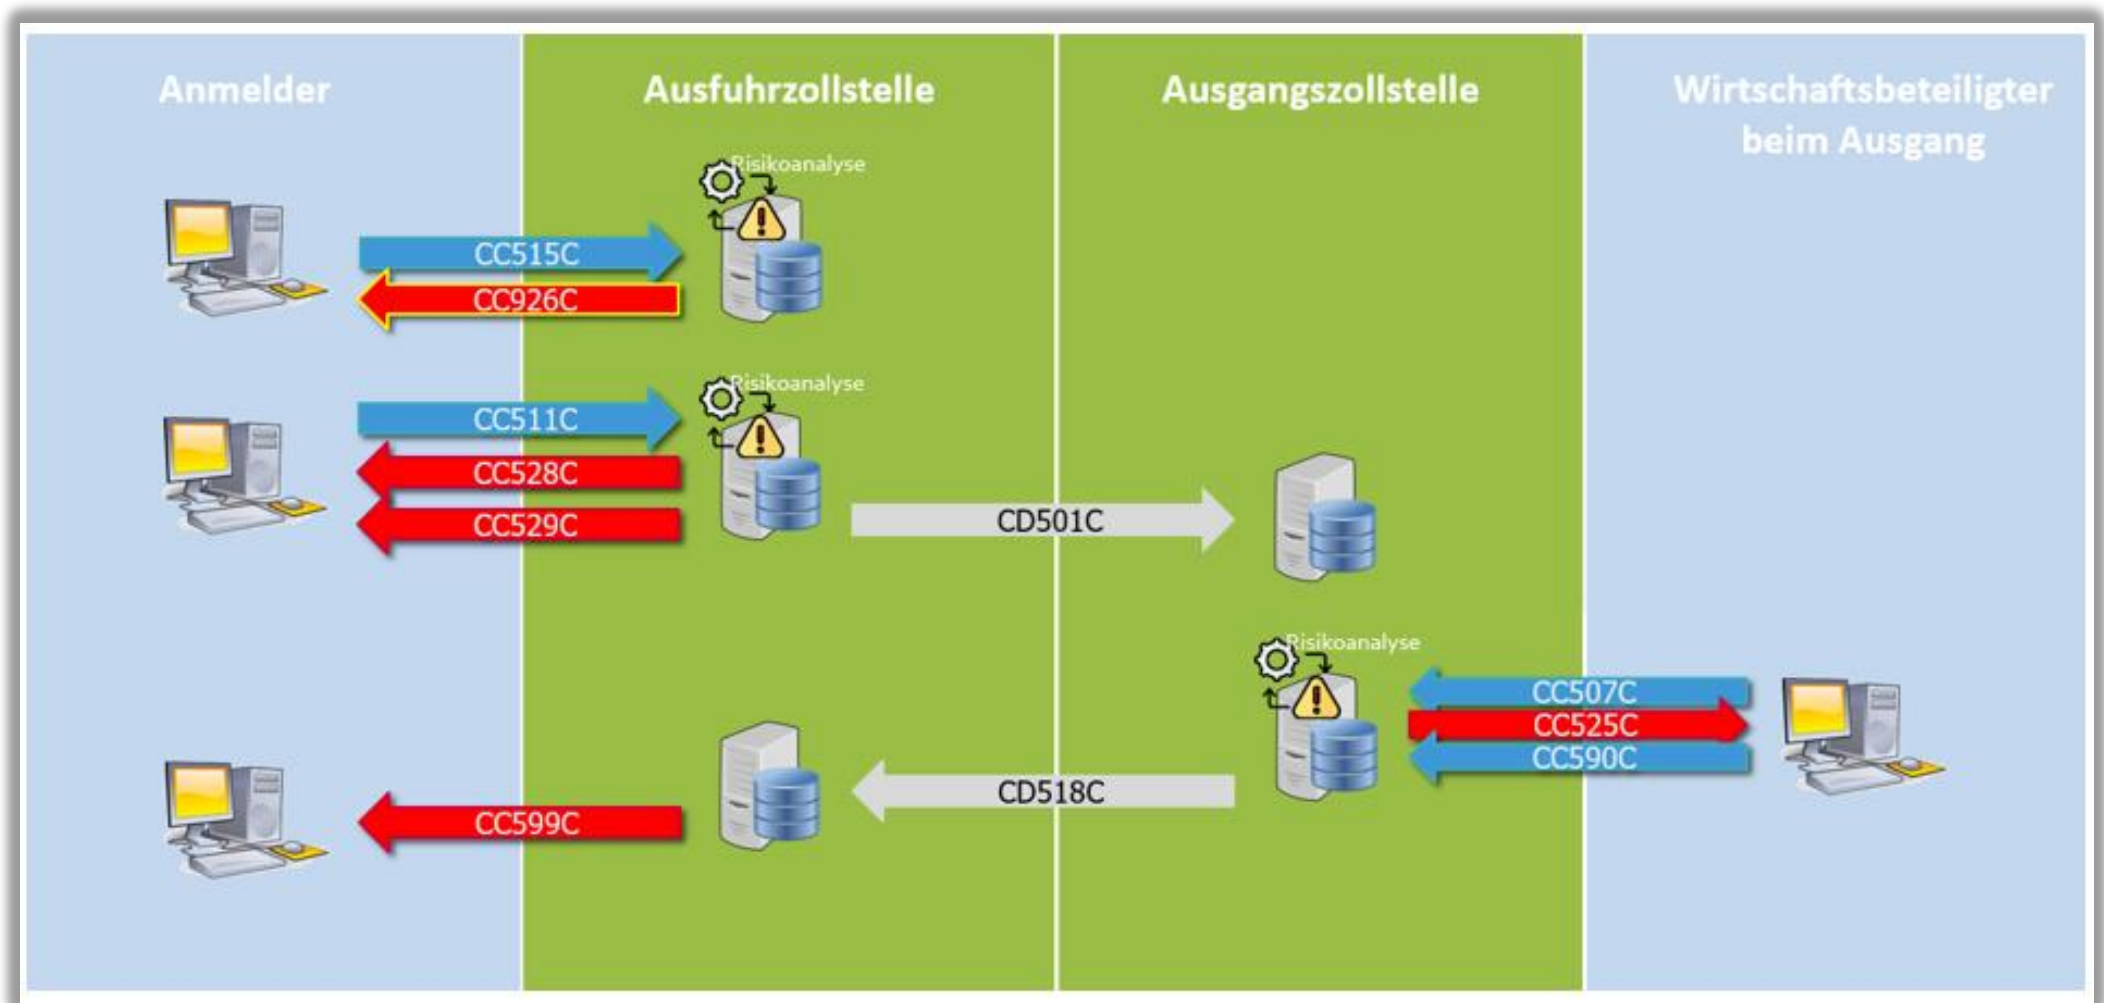 Anmelder
Ausfuhrzollstelle
Ausgangszollstelle
Wirtschaftsbeteiligter
beim Ausgang
Risikoanalyse
CC515C
CC926C
Risikoanalyse
CC511C
CC528C
CC529C
CD501C
Risikoanalyse
CC507C
CC525C
CC590C
CD518C
CC599C